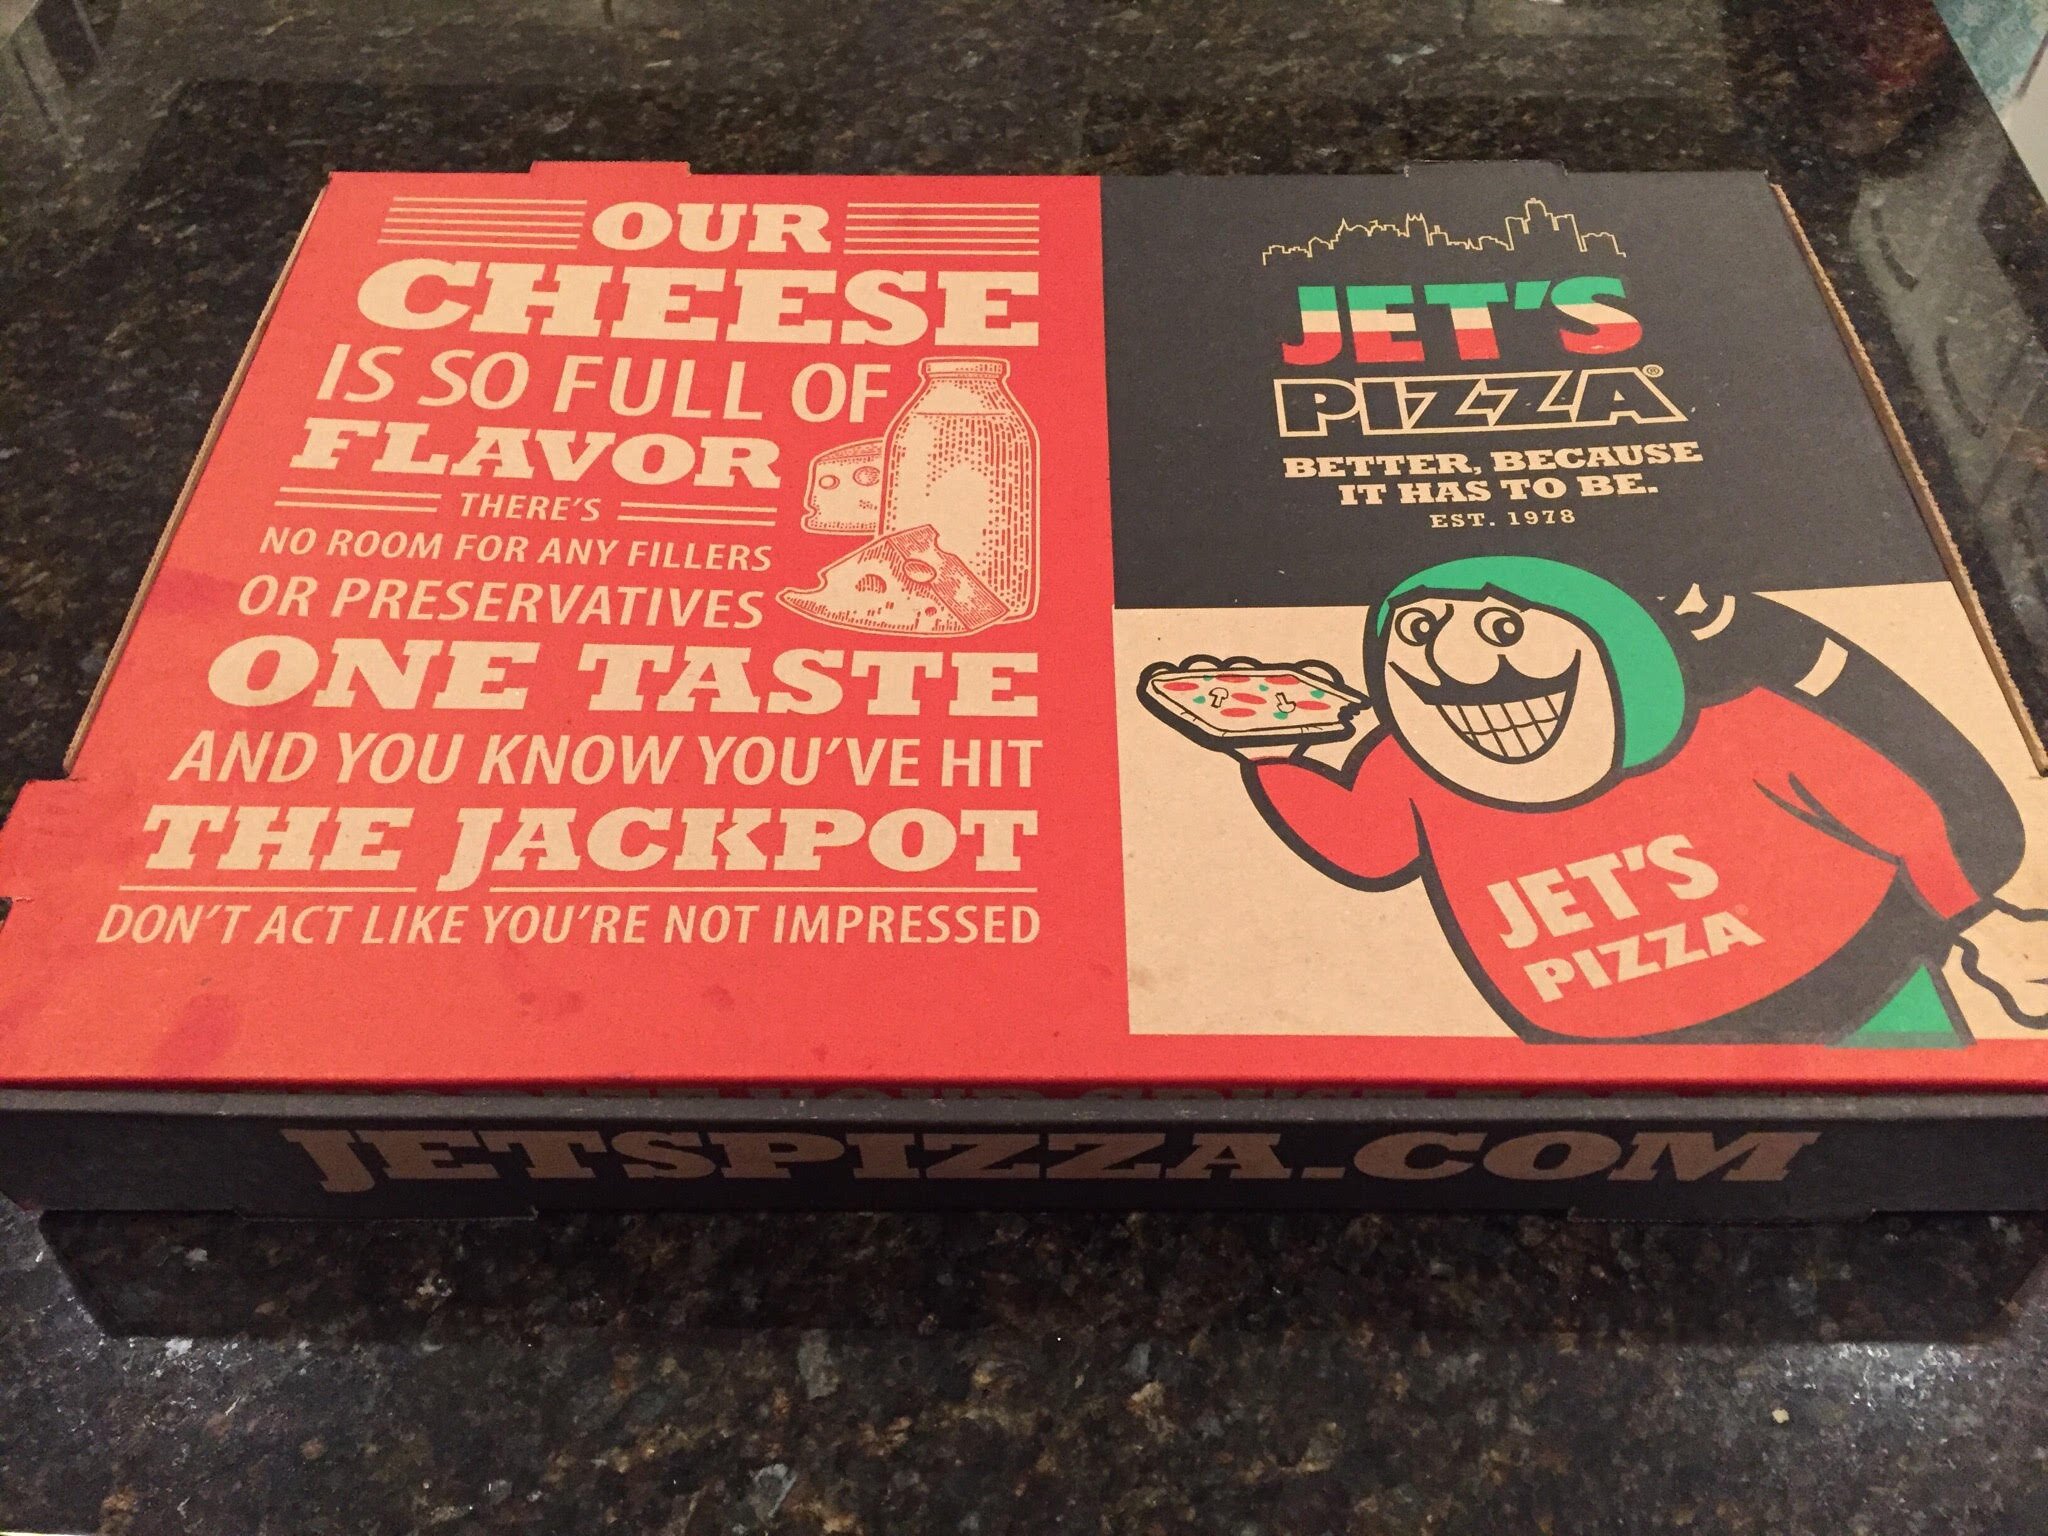 OUR
CHEESE
IS SO FULL OF
FLAVOR
THERE'S
NO ROOM FOR ANY FILLERS
OR PRESERVATIVES
ONE TASTE
AND YOU KNOW YOU'VE HIT
THE JACKPOT
DON'T ACT LIKE YOU'RE NOT IMPRESSED
JET'S
PIZZA®
BETTER, BECAUSE
IT HAS TO BE.
EST. 1978
JET'S
PIZZA
JETSPIZZA.COM